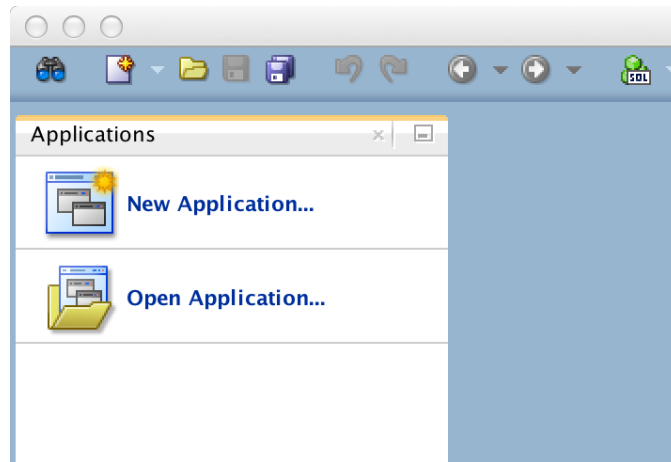 SQL
Applications
New Application...
Open Application...